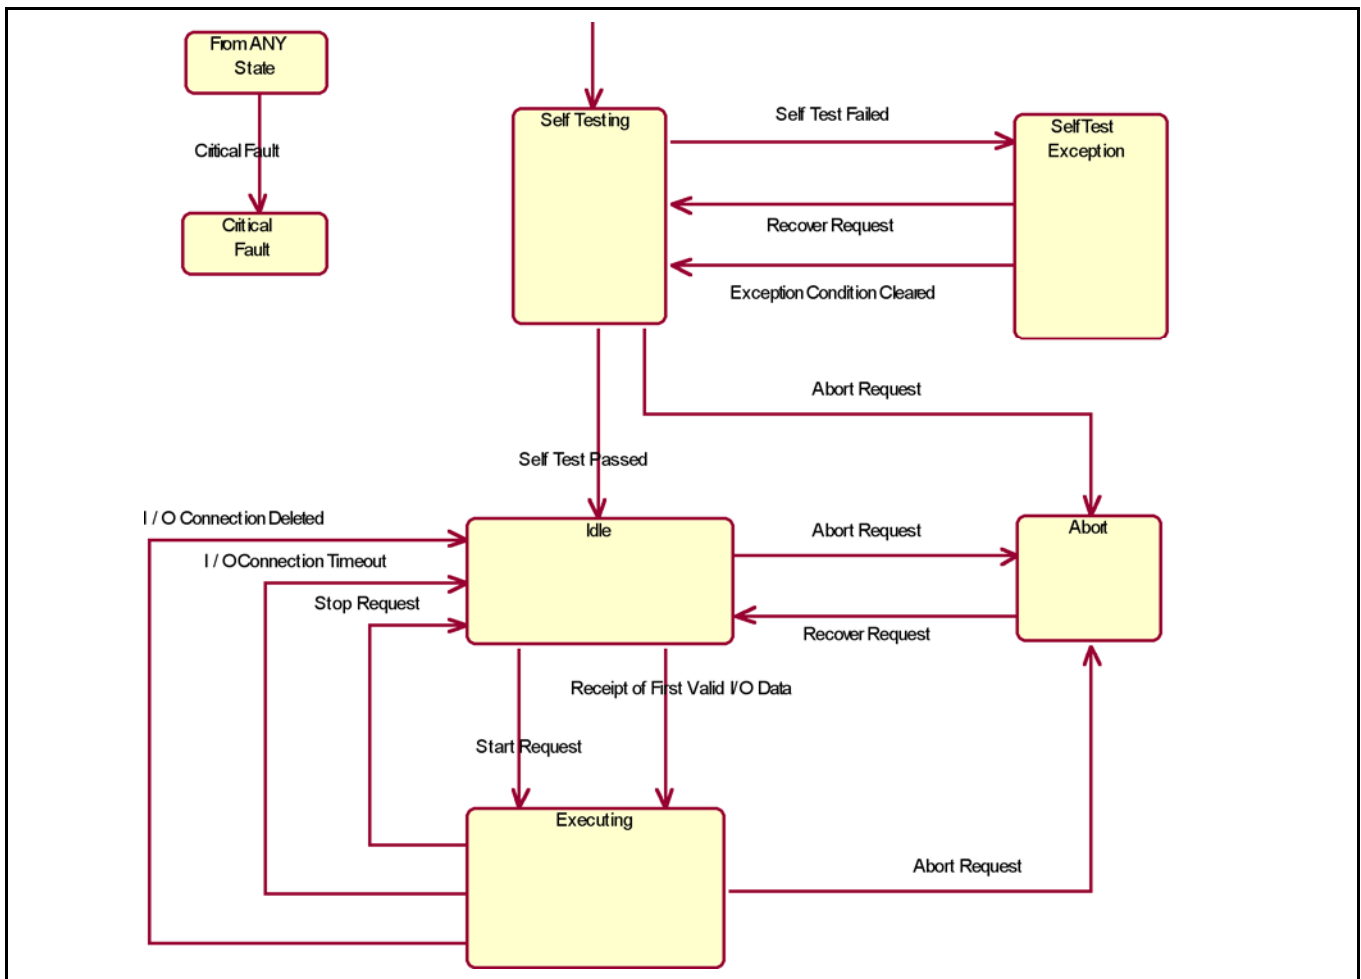 From ANY
State
Critical Fault
Critical
Fault
Self Testing
Self Test Failed
Self Test
Exception
Recover Request
Exception Condition Cleared
Abort Request
Self Test Passed
I / O Connection Deleted
I / O Connection Timeout
Stop Request
Idle
Abort Request
Abort
Recover Request
Receipt of First Valid I/O Data
Start Request
Executing
Abort Request